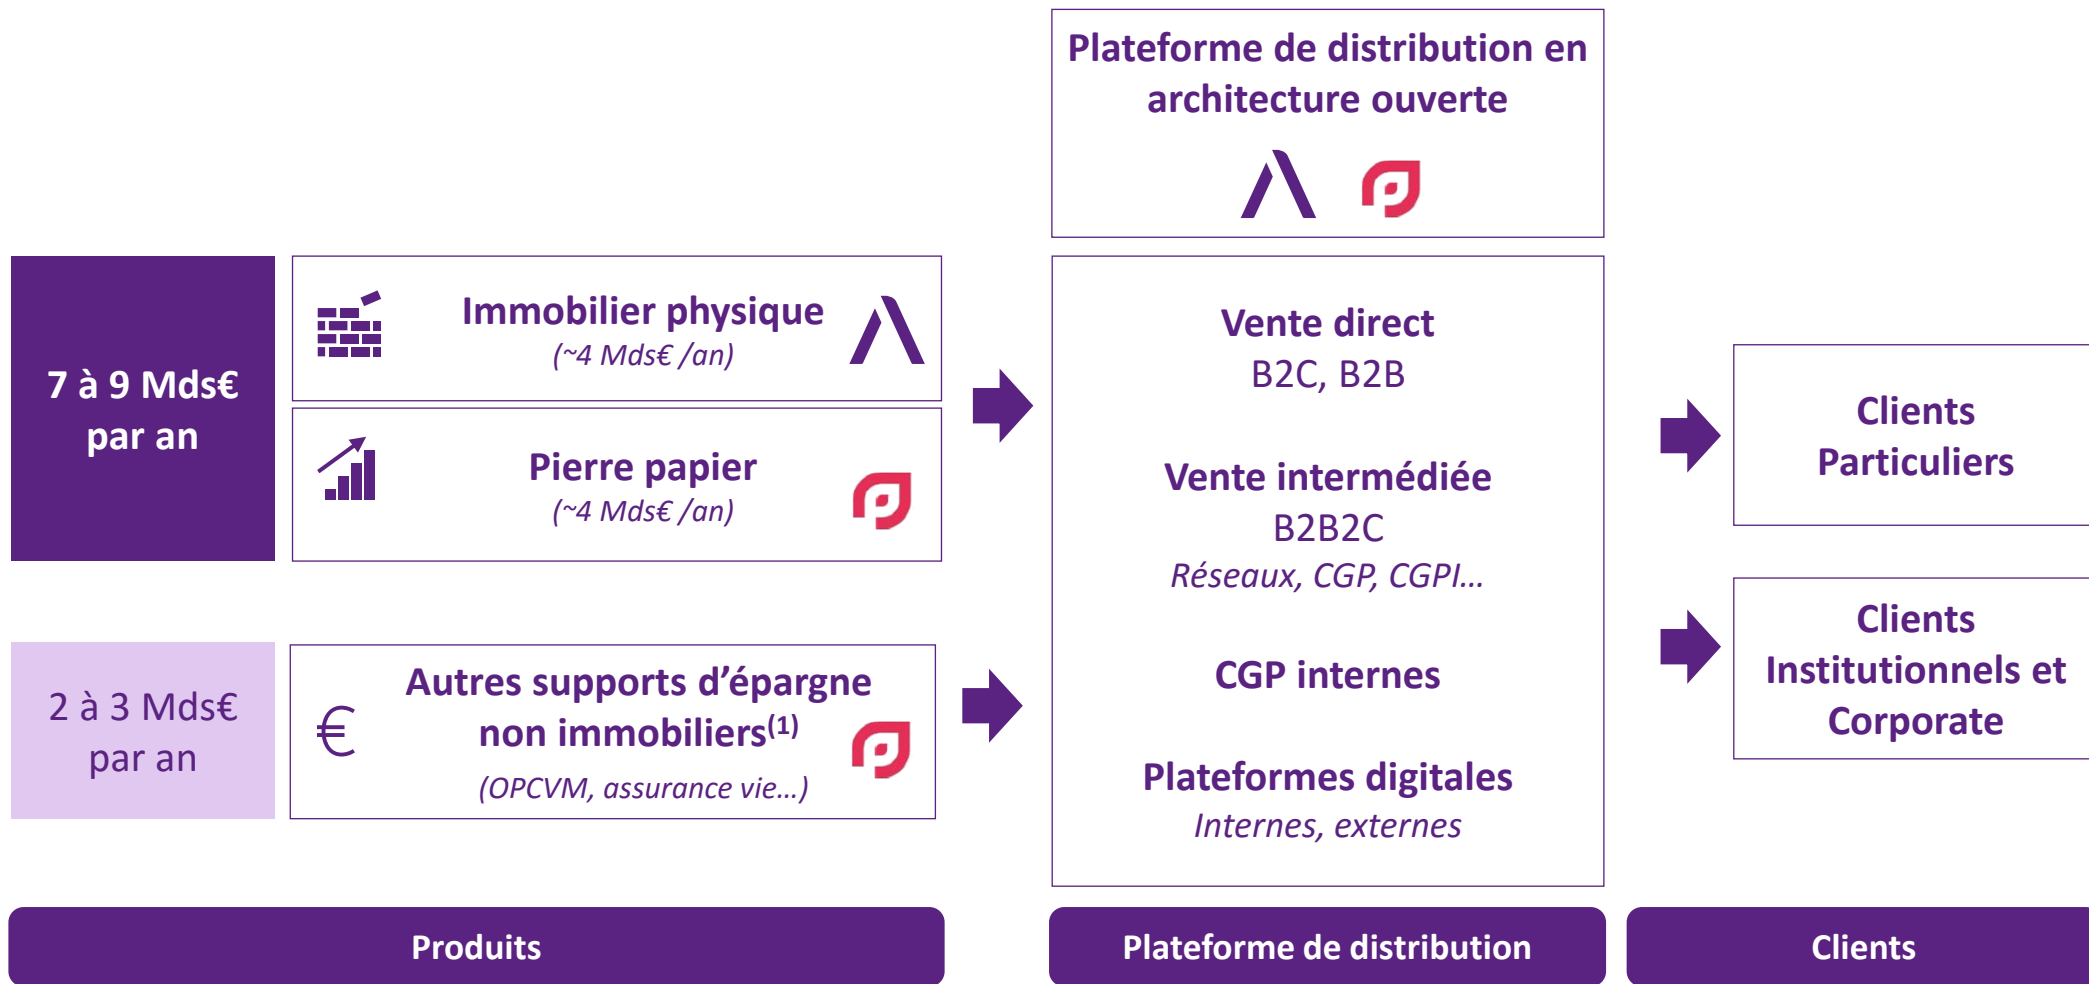 Plateforme de distribution en
architecture ouverte
7 à 9 Mds€
par an
Immobilier physique
(~4 Mds€ /an)
Pierre papier
(~4 Mds€ /an)
2 à 3 Mds€
par an
€
Autres supports d’épargne
non immobiliers(1)
(OPCVM, assurance vie…)
Vente direct
B2C, B2B
Vente intermédiée
B2B2C
Réseaux, CGP, CGPI…
CGP internes
Plateformes digitales
Internes, externes
Clients
Particuliers
Clients
Institutionnels et
Corporate
Produits
Plateforme de distribution
Clients